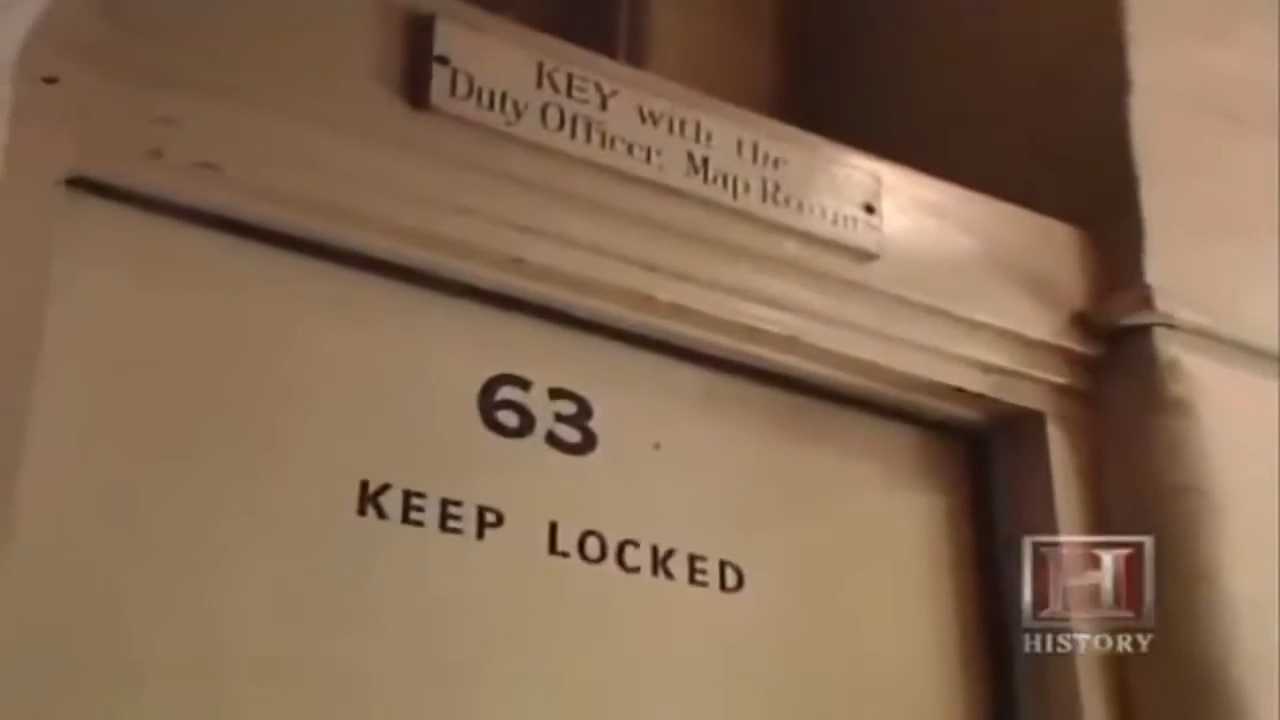 KEY with the
Duty Officer, Map Room
63
KEEP LOCKED
H
HISTORY